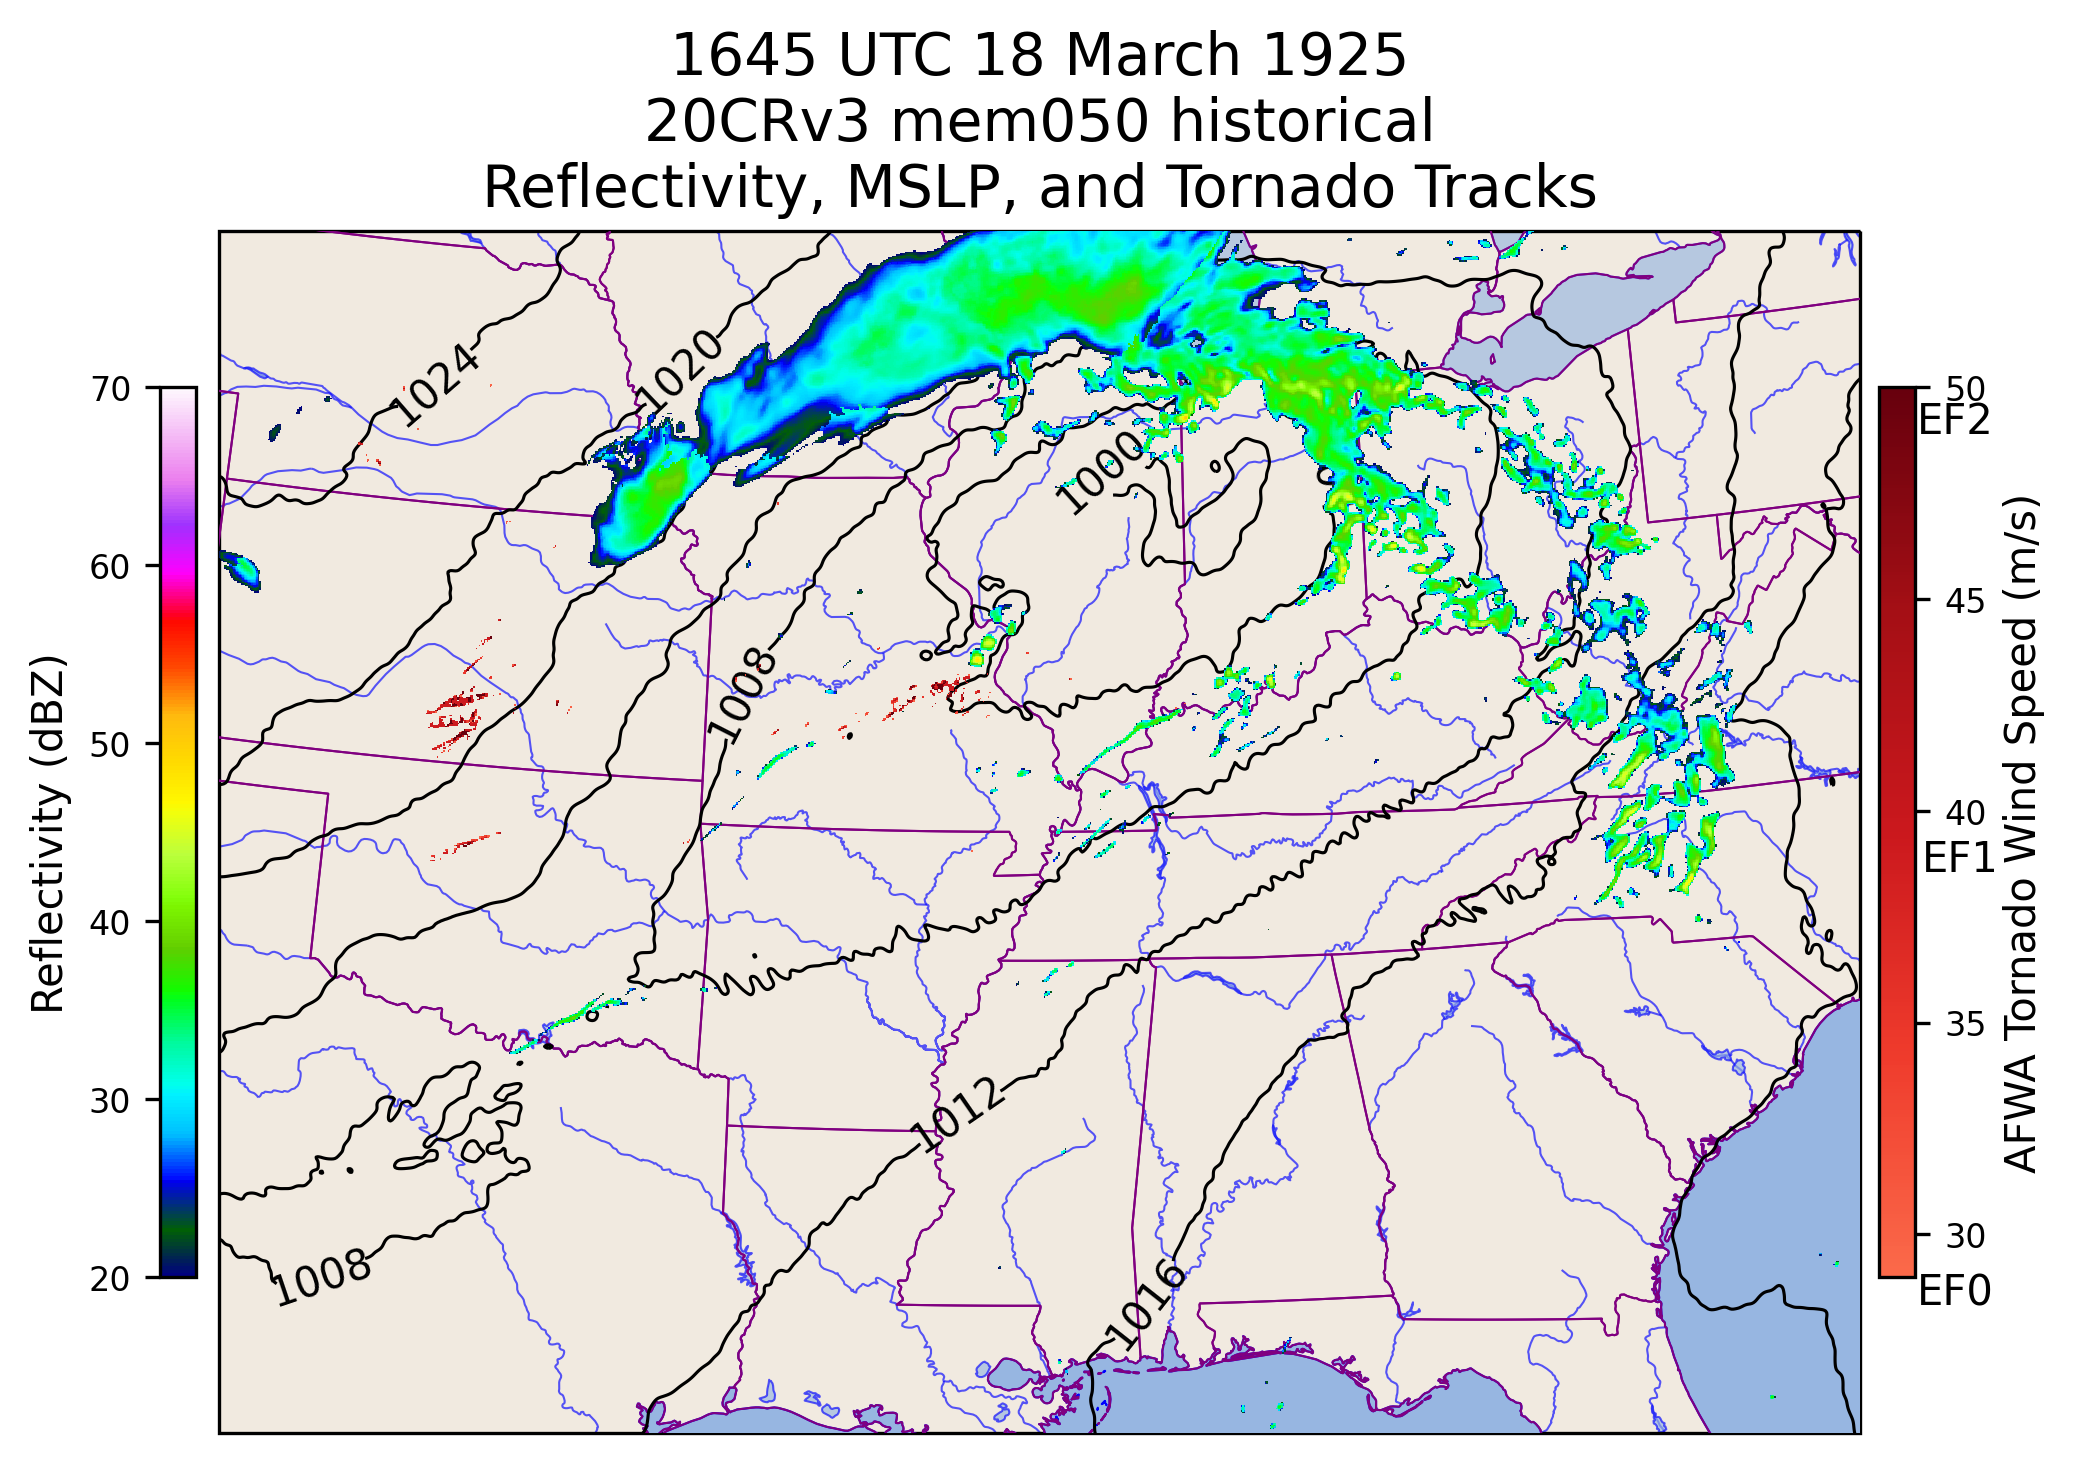 1645 UTC 18 March 1925
20CRv3 mem050 historical
Reflectivity, MSLP, and Tornado Tracks
Reflectivity (dBZ)
70
60
50
40
30
20
1024
1020
1000
1008
1012
1008
1016
50
EF2
45
40
EF1
35
30
EF0
AFWA Tornado Wind Speed (m/s)